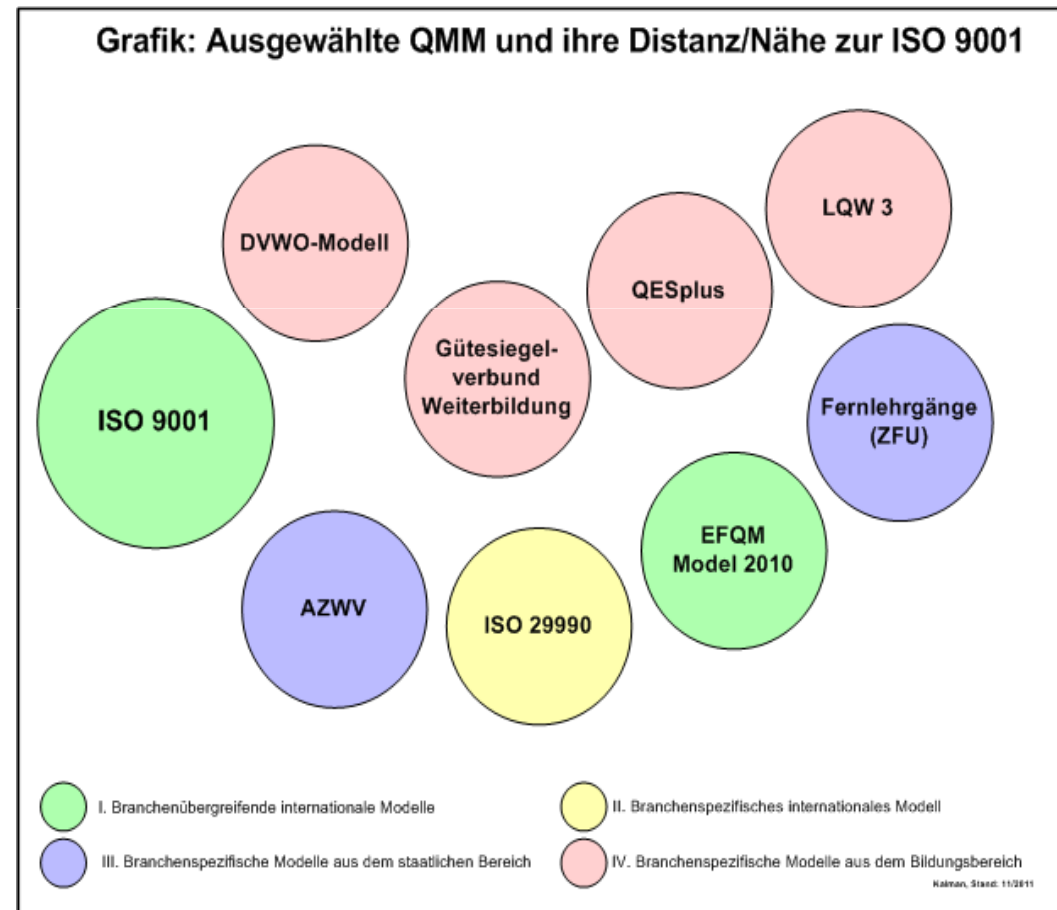 Grafik: Ausgewählte QMM und ihre Distanz/Nähe zur ISO 9001
LQW 3
DVWO-Modell
QESplus
Gütesiegel-
verbund
Weiterbildung
ISO 9001
Fernlehrgänge
(ZFU)
EFQM
Model 2010
AZWV
ISO 29990
I. Branchenübergreifende internationale Modelle
II. Branchenspezifisches internationales Modell
III. Branchenspezifische Modelle aus dem staatlichen Bereich
IV. Branchenspezifische Modelle aus dem Bildungsbereich
Kalman, Stand: 11/2011